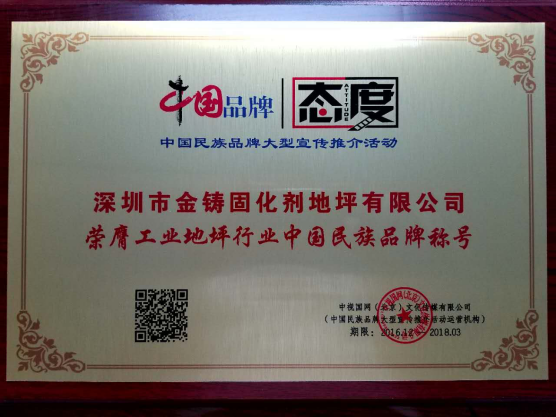 中国品牌
态度
ATTITUDE
中国民族品牌大型宣传推介活动
深圳市金铸固化剂地坪有限公司
荣膺工业地坪行业中国民族品牌称号
中视国网（北京）文化传媒有限公司
（中国民族品牌大型宣传推介活动运营机构）
期限：2016.12 — 2018.03